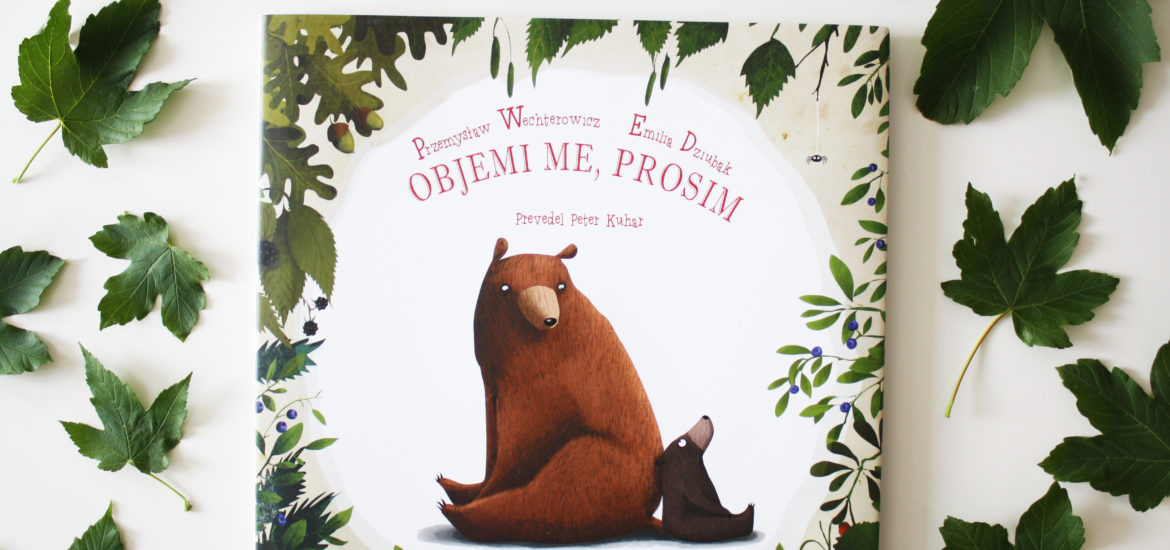 Przemysław Wechterowicz Emilia Dziubak
OBJEMI ME, PROSIM
Prevedel Peter Kuhar